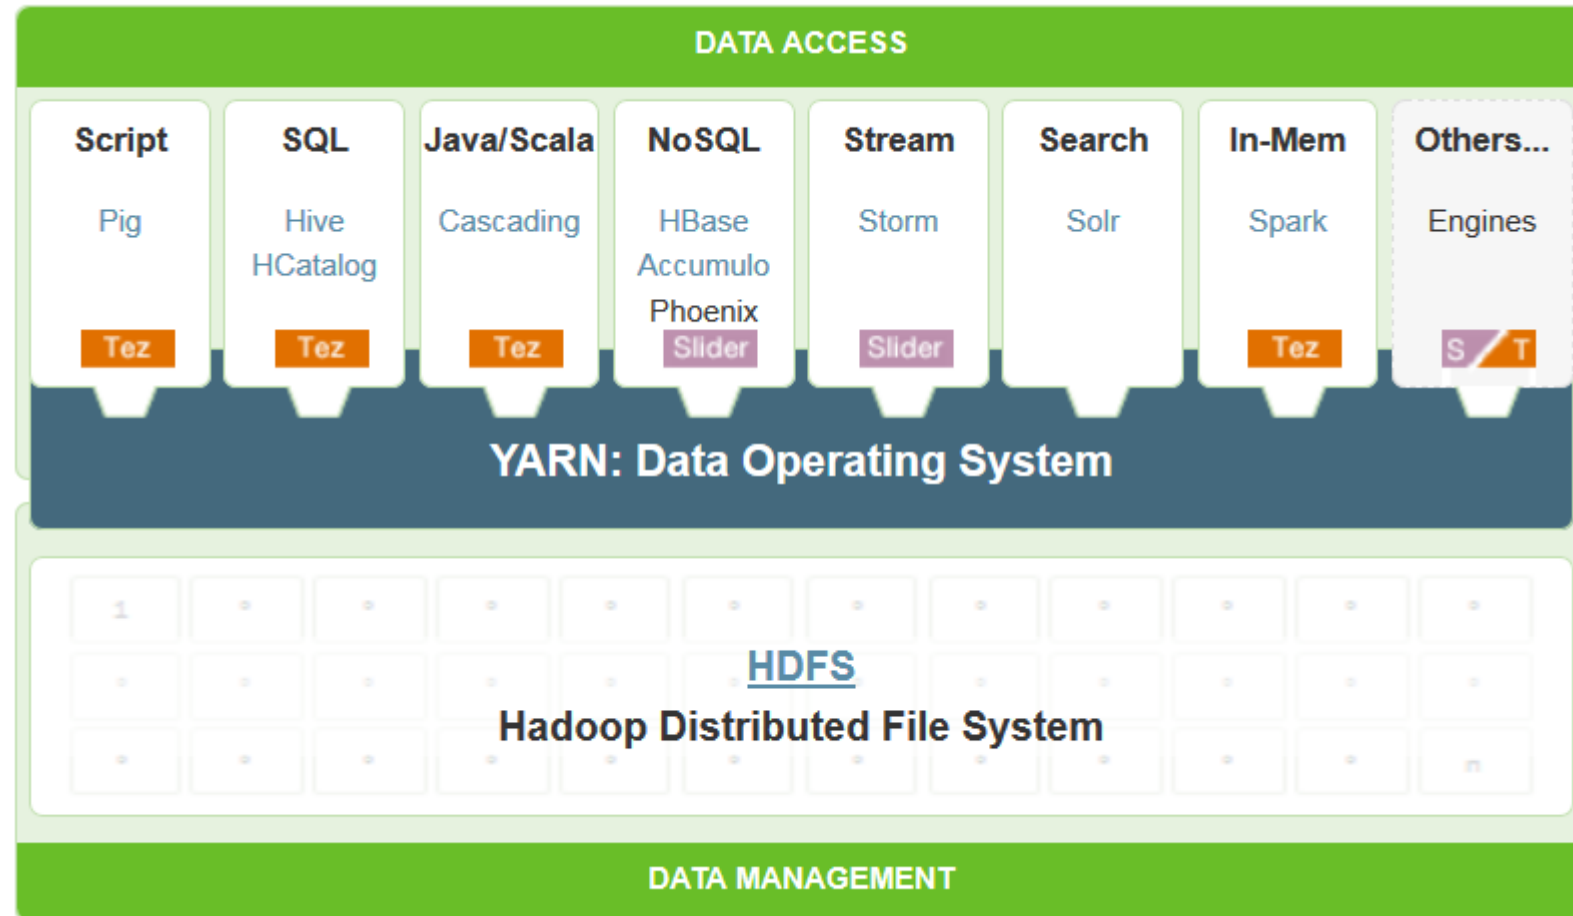 DATA ACCESS
Script
Pig
Tez
SQL
Hive
HCatalog
Tez
Java/Scala
Cascading
Tez
NoSQL
HBase
Accumulo
Phoenix
Slider
Stream
Storm
Slider
Search
Solr
In-Mem
Spark
Tez
Others...
Engines
S / T
YARN: Data Operating System
1
HDFS
Hadoop Distributed File System
n
DATA MANAGEMENT